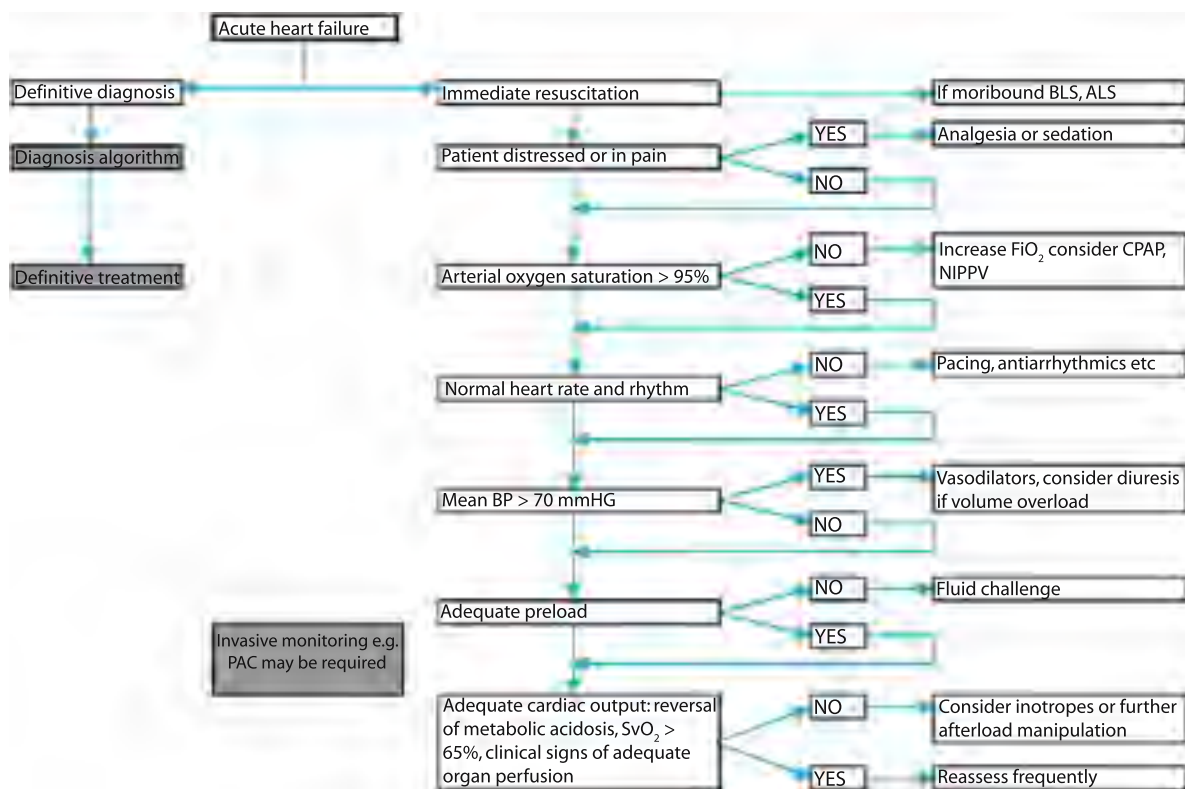 Acute heart failure
Definitive diagnosis
Immediate resuscitation
If moribound BLS, ALS
Diagnosis algorithm
Patient distressed or in pain
YES
Analgesia or sedation
NO
Definitive treatment
Arterial oxygen saturation > 95%
NO
Increase FiO₂ consider CPAP,
NIPPV
YES
Normal heart rate and rhythm
NO
Pacing, antiarrhythmics etc
YES
Mean BP > 70 mmHG
YES
Vasodilators, consider diuresis
if volume overload
NO
Adequate preload
NO
Fluid challenge
YES
Invasive monitoring e.g.
PAC may be required
Adequate cardiac output: reversal
of metabolic acidosis, SvO₂ >
65%, clinical signs of adequate
organ perfusion
NO
Consider inotropes or further
afterload manipulation
YES
Reassess frequently